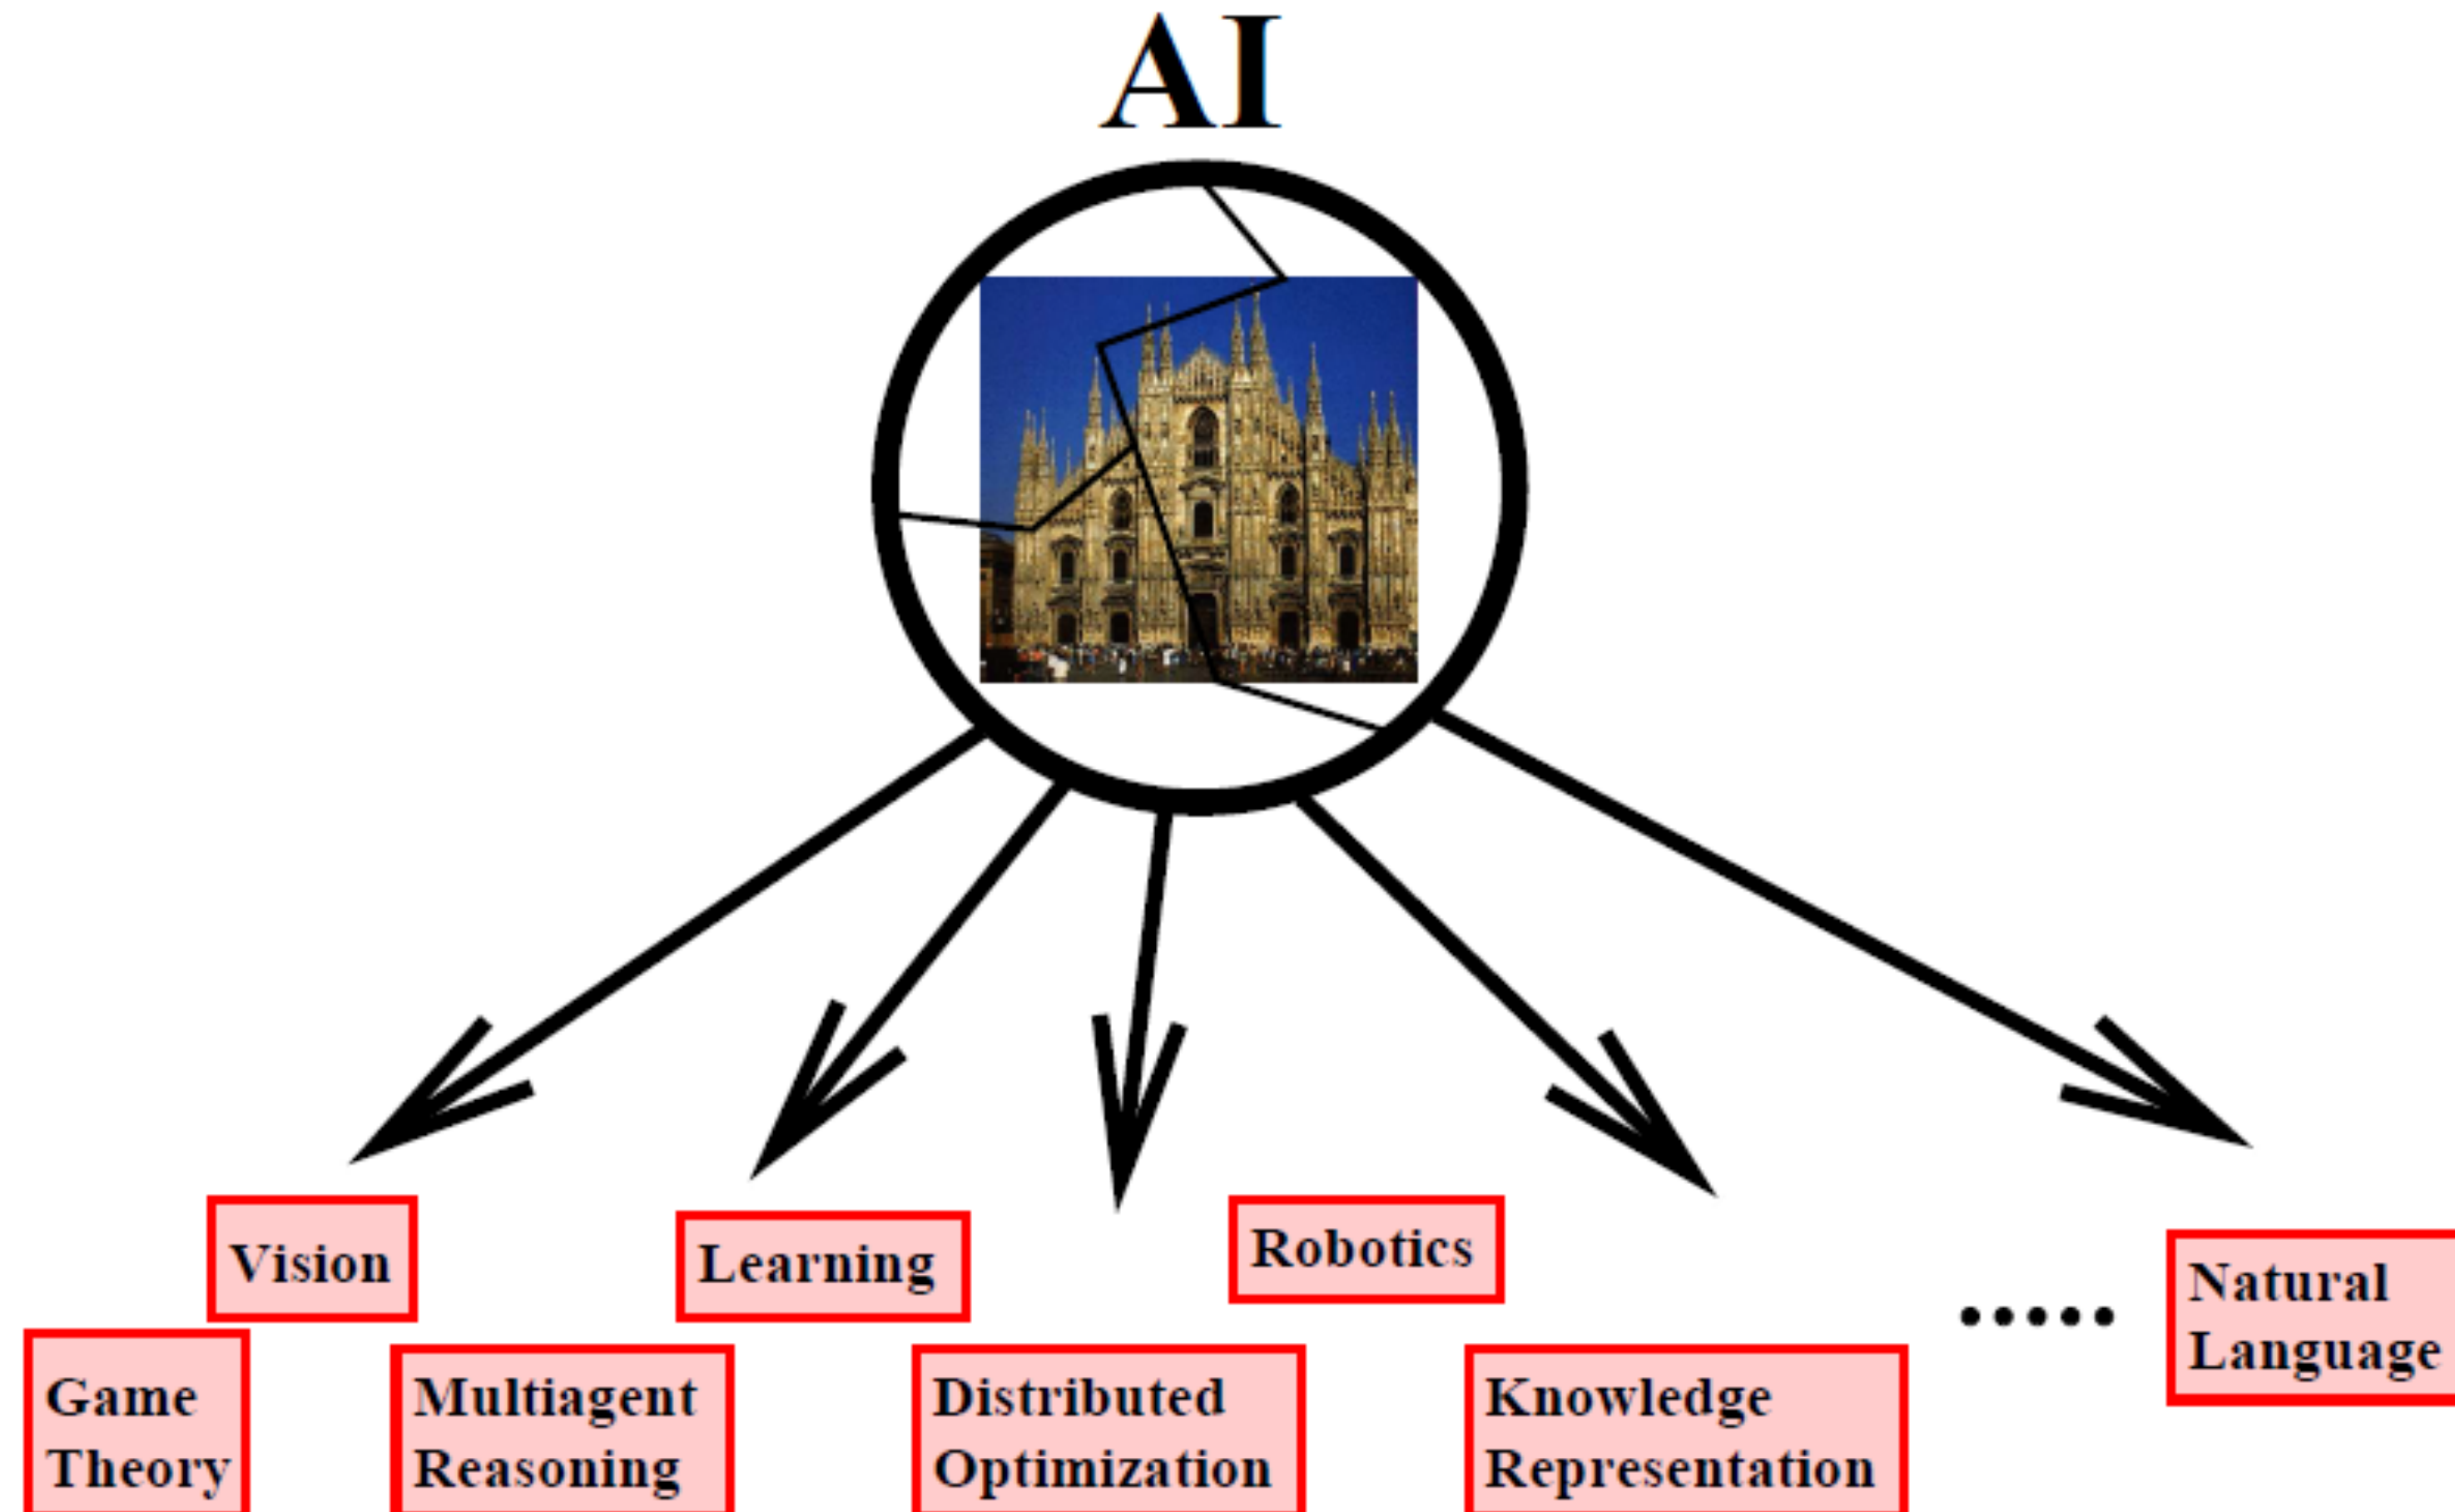 AI
Vision
Learning
Robotics
Natural
Language
Game
Theory
Multiagent
Reasoning
Distributed
Optimization
Knowledge
Representation
.....